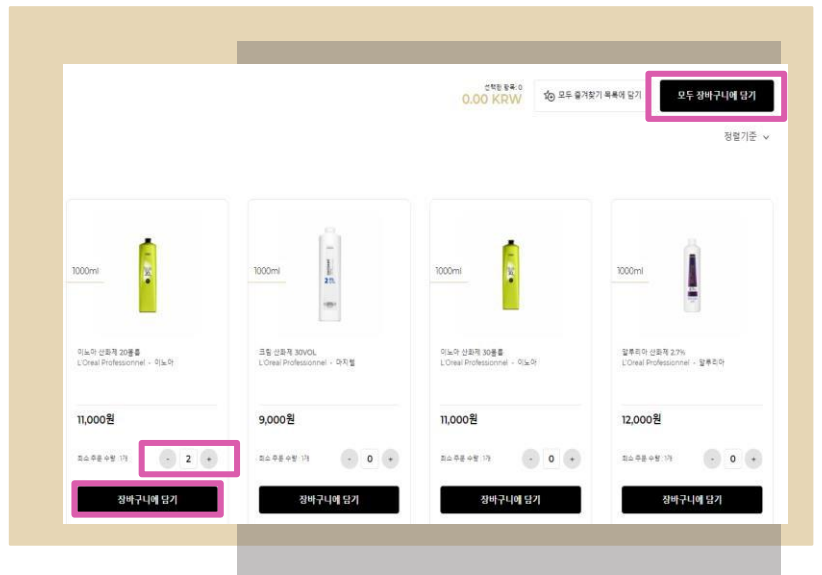 선택한 항목: 0
0.00 KRW
모두 즐겨찾기 목록에 담기
모두 장바구니에 담기
정렬기준
1000ml
이노아 산화제 20볼륨
L'Oreal Professionnel - 이노아
11,000원
최소 주문 수량: 1개
- 2 +
장바구니에 담기
1000ml
크림 산화제 30VOL
L'Oreal Professionnel - 마지렐
9,000원
최소 주문 수량: 1개
- 0 +
장바구니에 담기
1000ml
이노아 산화제 30볼륨
L'Oreal Professionnel - 이노아
11,000원
최소 주문 수량: 1개
- 0 +
장바구니에 담기
1000ml
알루리아 산화제 2.7%
L'Oreal Professionnel - 알루리아
12,000원
최소 주문 수량: 1개
- 0 +
장바구니에 담기